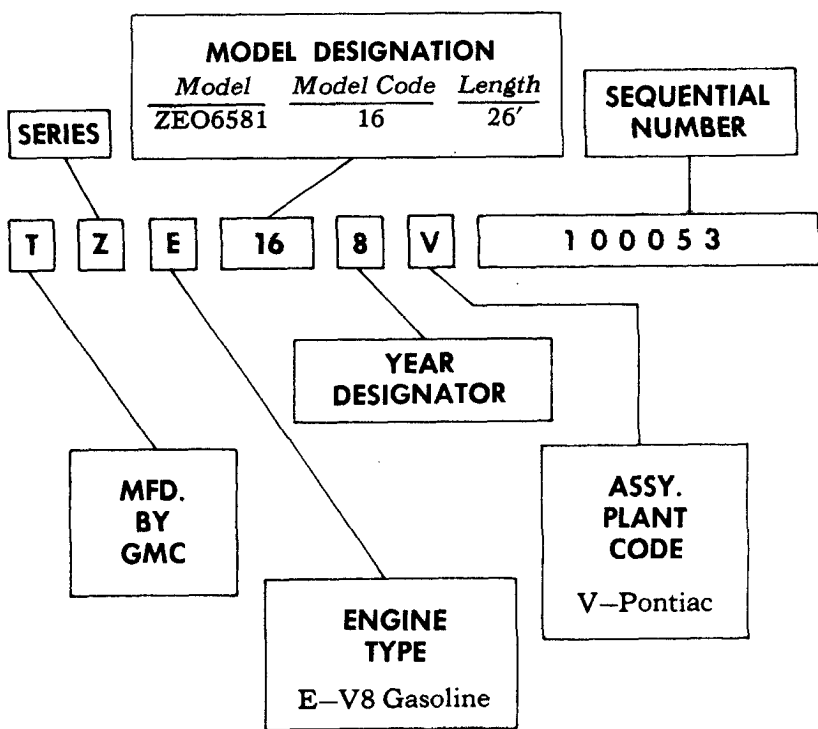 MODEL DESIGNATION
Model Model Code Length
ZEO6581 16 26′
SERIES
SEQUENTIAL
NUMBER
T Z E 16 8 V 100053
YEAR
DESIGNATOR
MFD.
BY
GMC
ASSY.
PLANT
CODE
V–Pontiac
ENGINE
TYPE
E–V8 Gasoline